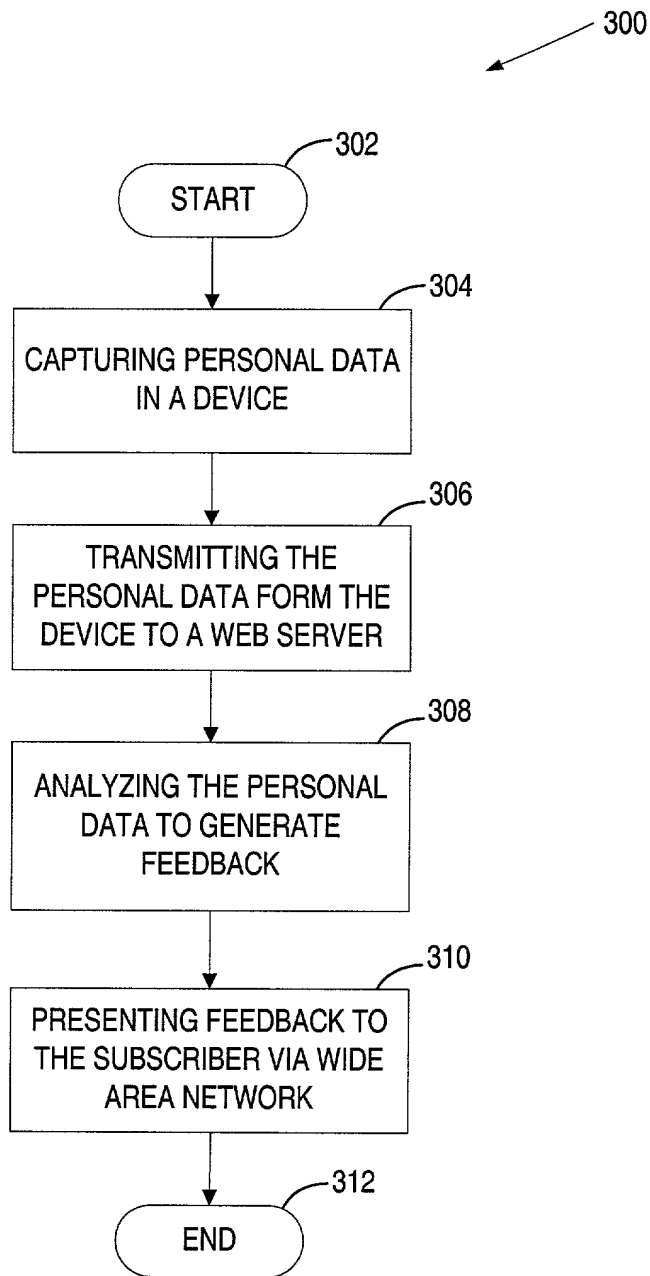 300
302
START
304
CAPTURING PERSONAL DATA
IN A DEVICE
306
TRANSMITTING THE
PERSONAL DATA FORM THE
DEVICE TO A WEB SERVER
308
ANALYZING THE PERSONAL
DATA TO GENERATE
FEEDBACK
310
PRESENTING FEEDBACK TO
THE SUBSCRIBER VIA WIDE
AREA NETWORK
312
END